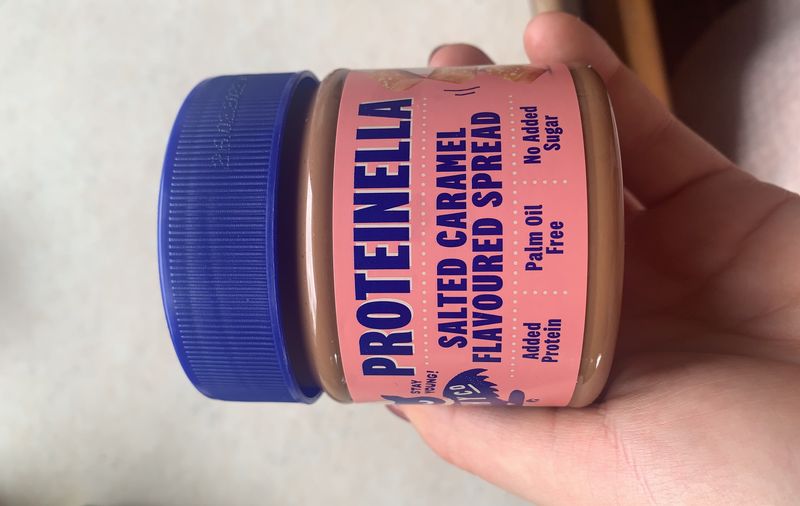 PROTEINELLA
SALTED CARAMEL
FLAVOURED SPREAD
Added
Protein
Palm Oil
Free
No Added
Sugar
STAY
YOUNG!